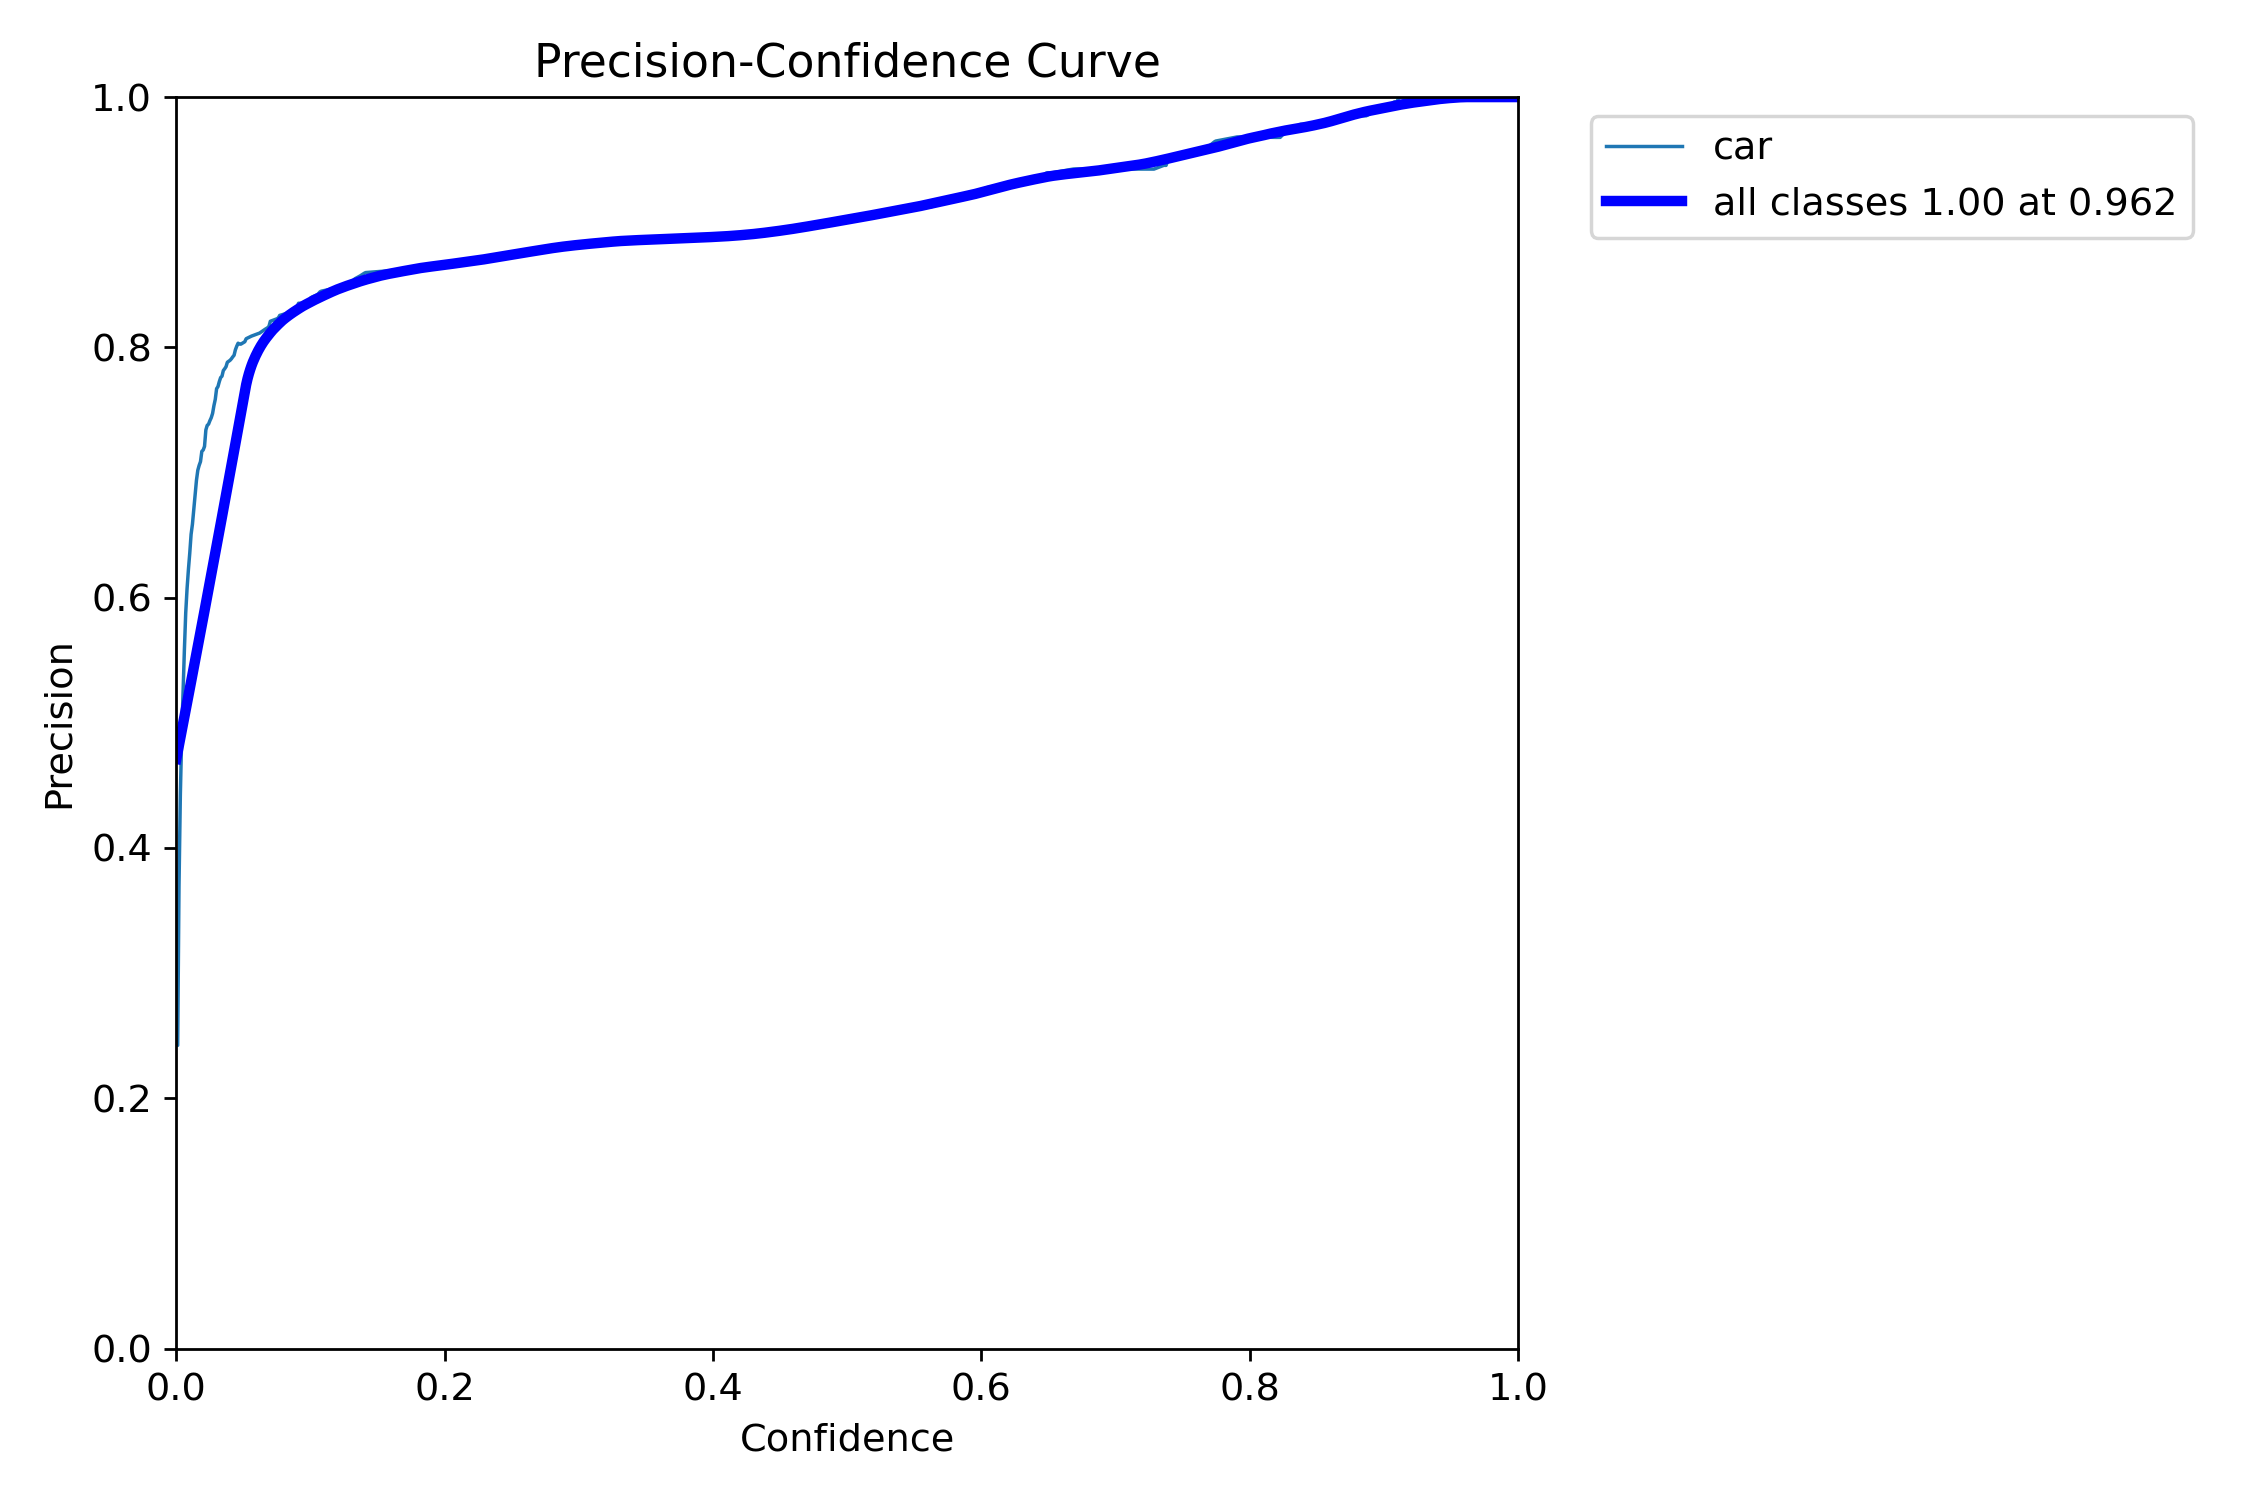 Precision-Confidence Curve
1.0
0.8
0.6
0.4
0.2
0.0
Precision
0.0 0.2 0.4 0.6 0.8 1.0
Confidence
car
all classes 1.00 at 0.962